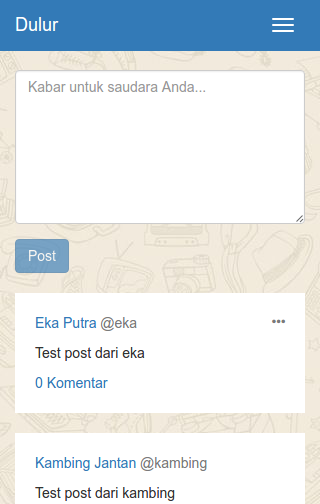 Dulur
Kabar untuk saudara Anda...
Post
Eka Putra @eka
Test post dari eka
0 Komentar
Kambing Jantan @kambing
Test post dari kambing